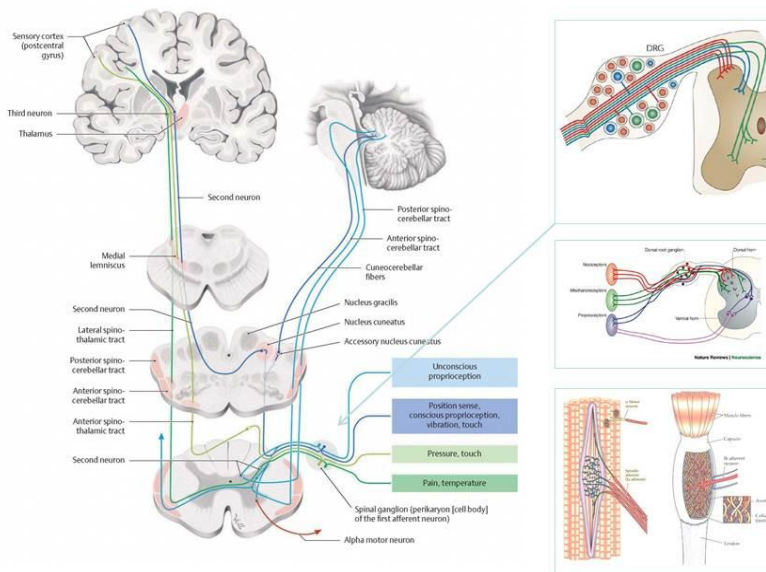 Sensory cortex
(postcentral
gyrus)
Third neuron
Thalamus
Second neuron
Medial
lemniscus
Second neuron
Lateral spino-
thalamic tract
Posterior spino-
cerebellar tract
Anterior spino-
cerebellar tract
Anterior spino-
thalamic tract
Second neuron
Posterior spino-
cerebellar tract
Anterior spino-
cerebellar tract
Cuneocerebellar
fibers
Nucleus gracilis
Nucleus cuneatus
Accessory nucleus cuneatus
Unconscious
proprioception
Position sense,
conscious proprioception,
vibration, touch
Pressure, touch
Pain, temperature
Spinal ganglion (perikaryon [cell body]
of the first afferent neuron)
Alpha motor neuron
DRG
Dorsal root ganglion
Dorsal horn
Nociceptors
Mechanoreceptors
Proprioceptors
Ventral horn
Nature Reviews | Neuroscience
Muscle fibers
Capsule
Ib afferent
neuron
Tendon